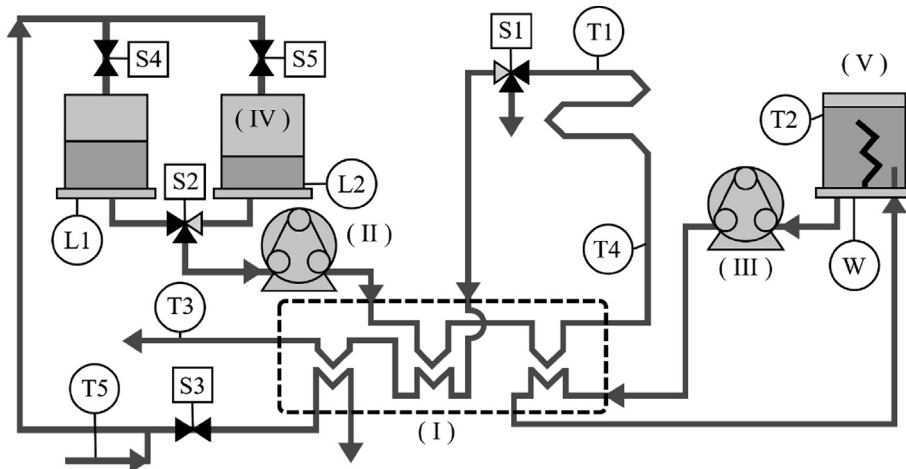 S1
T1
S4
S5
( V )
( IV )
T2
S2
L2
L1
( II )
T4
( III )
W
T3
S3
T5
( I )